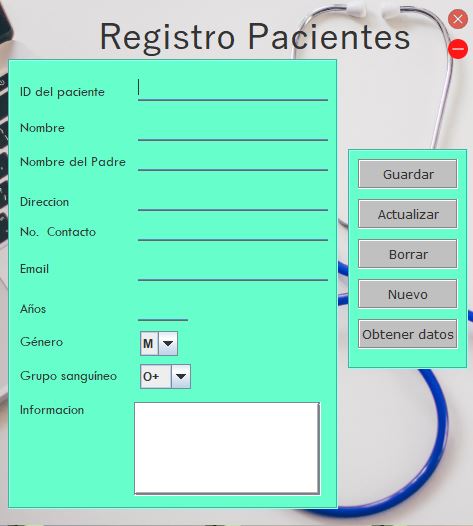 Registro Pacientes
ID del paciente
Nombre
Nombre del Padre
Direccion
No. Contacto
Email
Años
Género M
Grupo sanguíneo O+
Informacion
Guardar
Actualizar
Borrar
Nuevo
Obtener datos